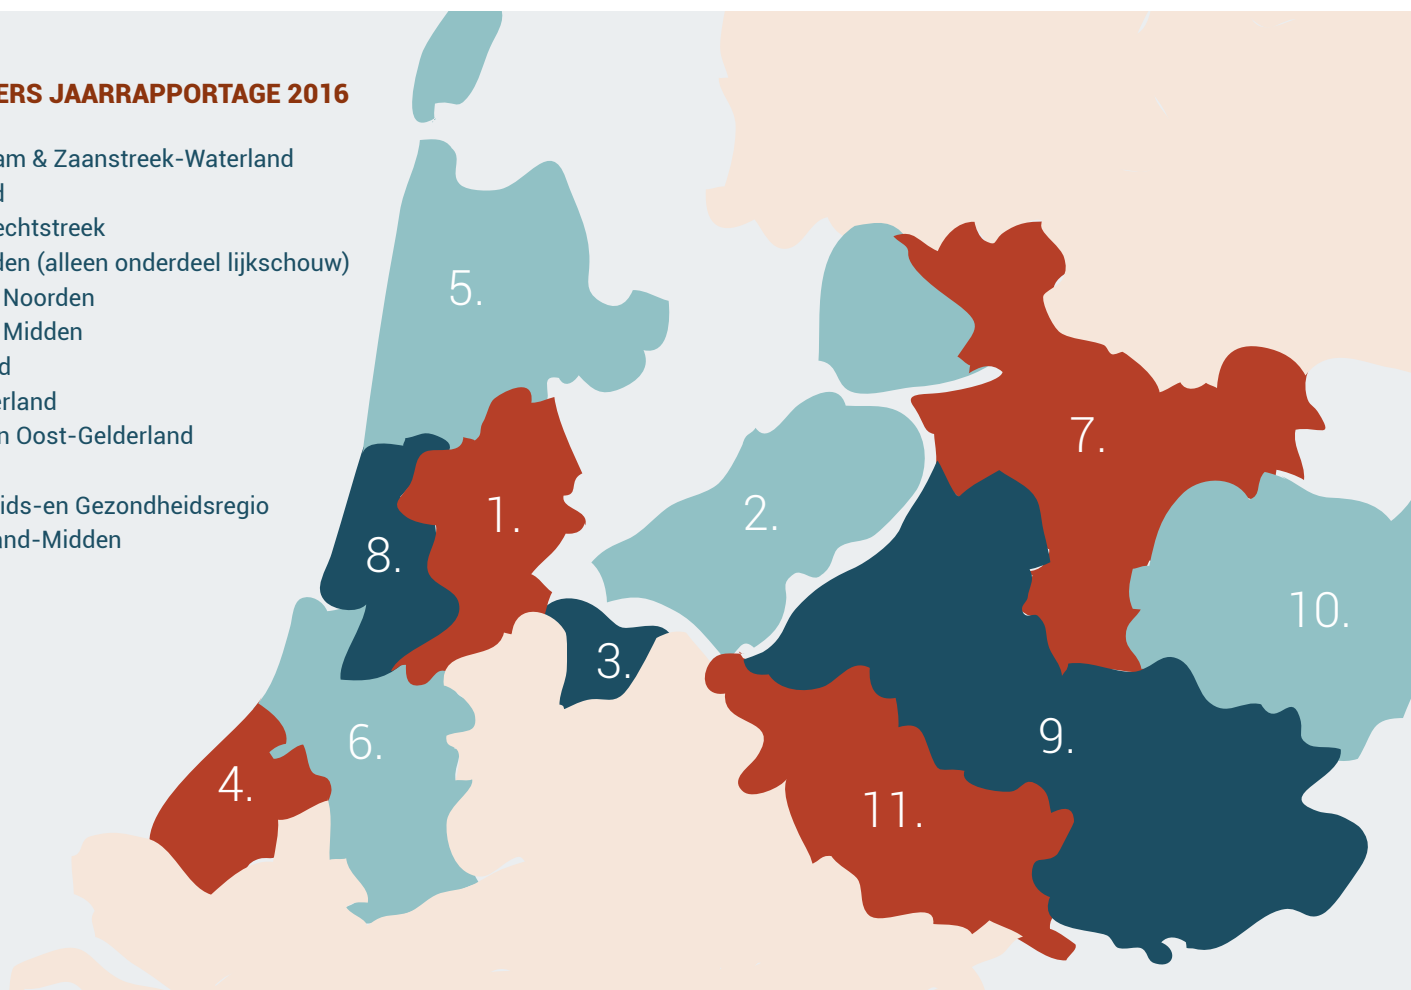 ERS JAARRAPPORTAGE 2016
am & Zaanstreek-Waterland
d
echtstreek
den (alleen onderdeel lijkschouw)
Noorden
Midden
d
erland
n Oost-Gelderland
ids-en Gezondheidsregio
and-Midden
5.
7.
2.
1.
8.
10.
3.
9.
6.
4.
11.